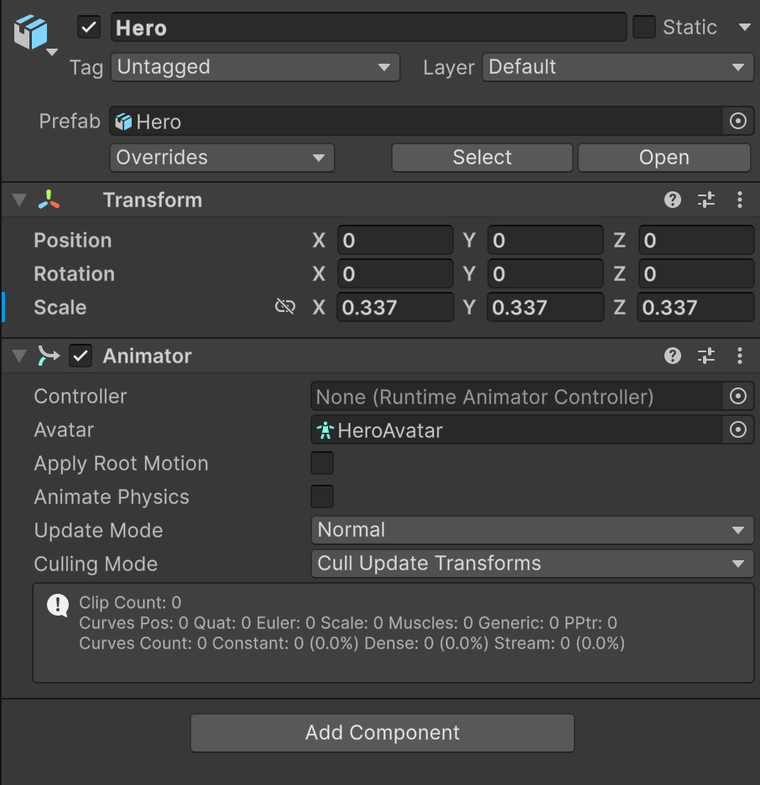 Hero Static
Tag Untagged Layer Default
Prefab Hero
Overrides Select Open
Transform
Position X 0 Y 0 Z 0
Rotation X 0 Y 0 Z 0
Scale X 0.337 Y 0.337 Z 0.337
Animator
Controller None (Runtime Animator Controller)
Avatar HeroAvatar
Apply Root Motion
Animate Physics
Update Mode Normal
Culling Mode Cull Update Transforms
Clip Count: 0
Curves Pos: 0 Quat: 0 Euler: 0 Scale: 0 Muscles: 0 Generic: 0 PPtr: 0
Curves Count: 0 Constant: 0 (0.0%) Dense: 0 (0.0%) Stream: 0 (0.0%)
Add Component